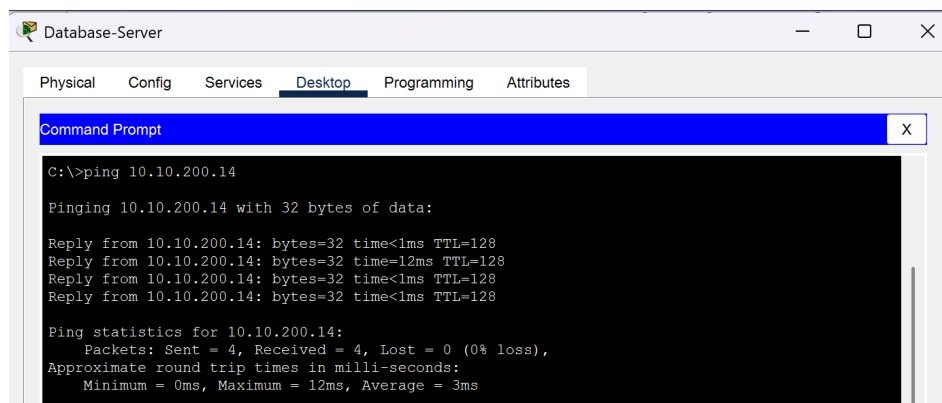 Database-Server
Physical Config Services Desktop Programming Attributes
Command Prompt X
C:\>ping 10.10.200.14
Pinging 10.10.200.14 with 32 bytes of data:
Reply from 10.10.200.14: bytes=32 time<1ms TTL=128
Reply from 10.10.200.14: bytes=32 time=12ms TTL=128
Reply from 10.10.200.14: bytes=32 time<1ms TTL=128
Reply from 10.10.200.14: bytes=32 time<1ms TTL=128
Ping statistics for 10.10.200.14:
    Packets: Sent = 4, Received = 4, Lost = 0 (0% loss),
Approximate round trip times in milli-seconds:
    Minimum = 0ms, Maximum = 12ms, Average = 3ms